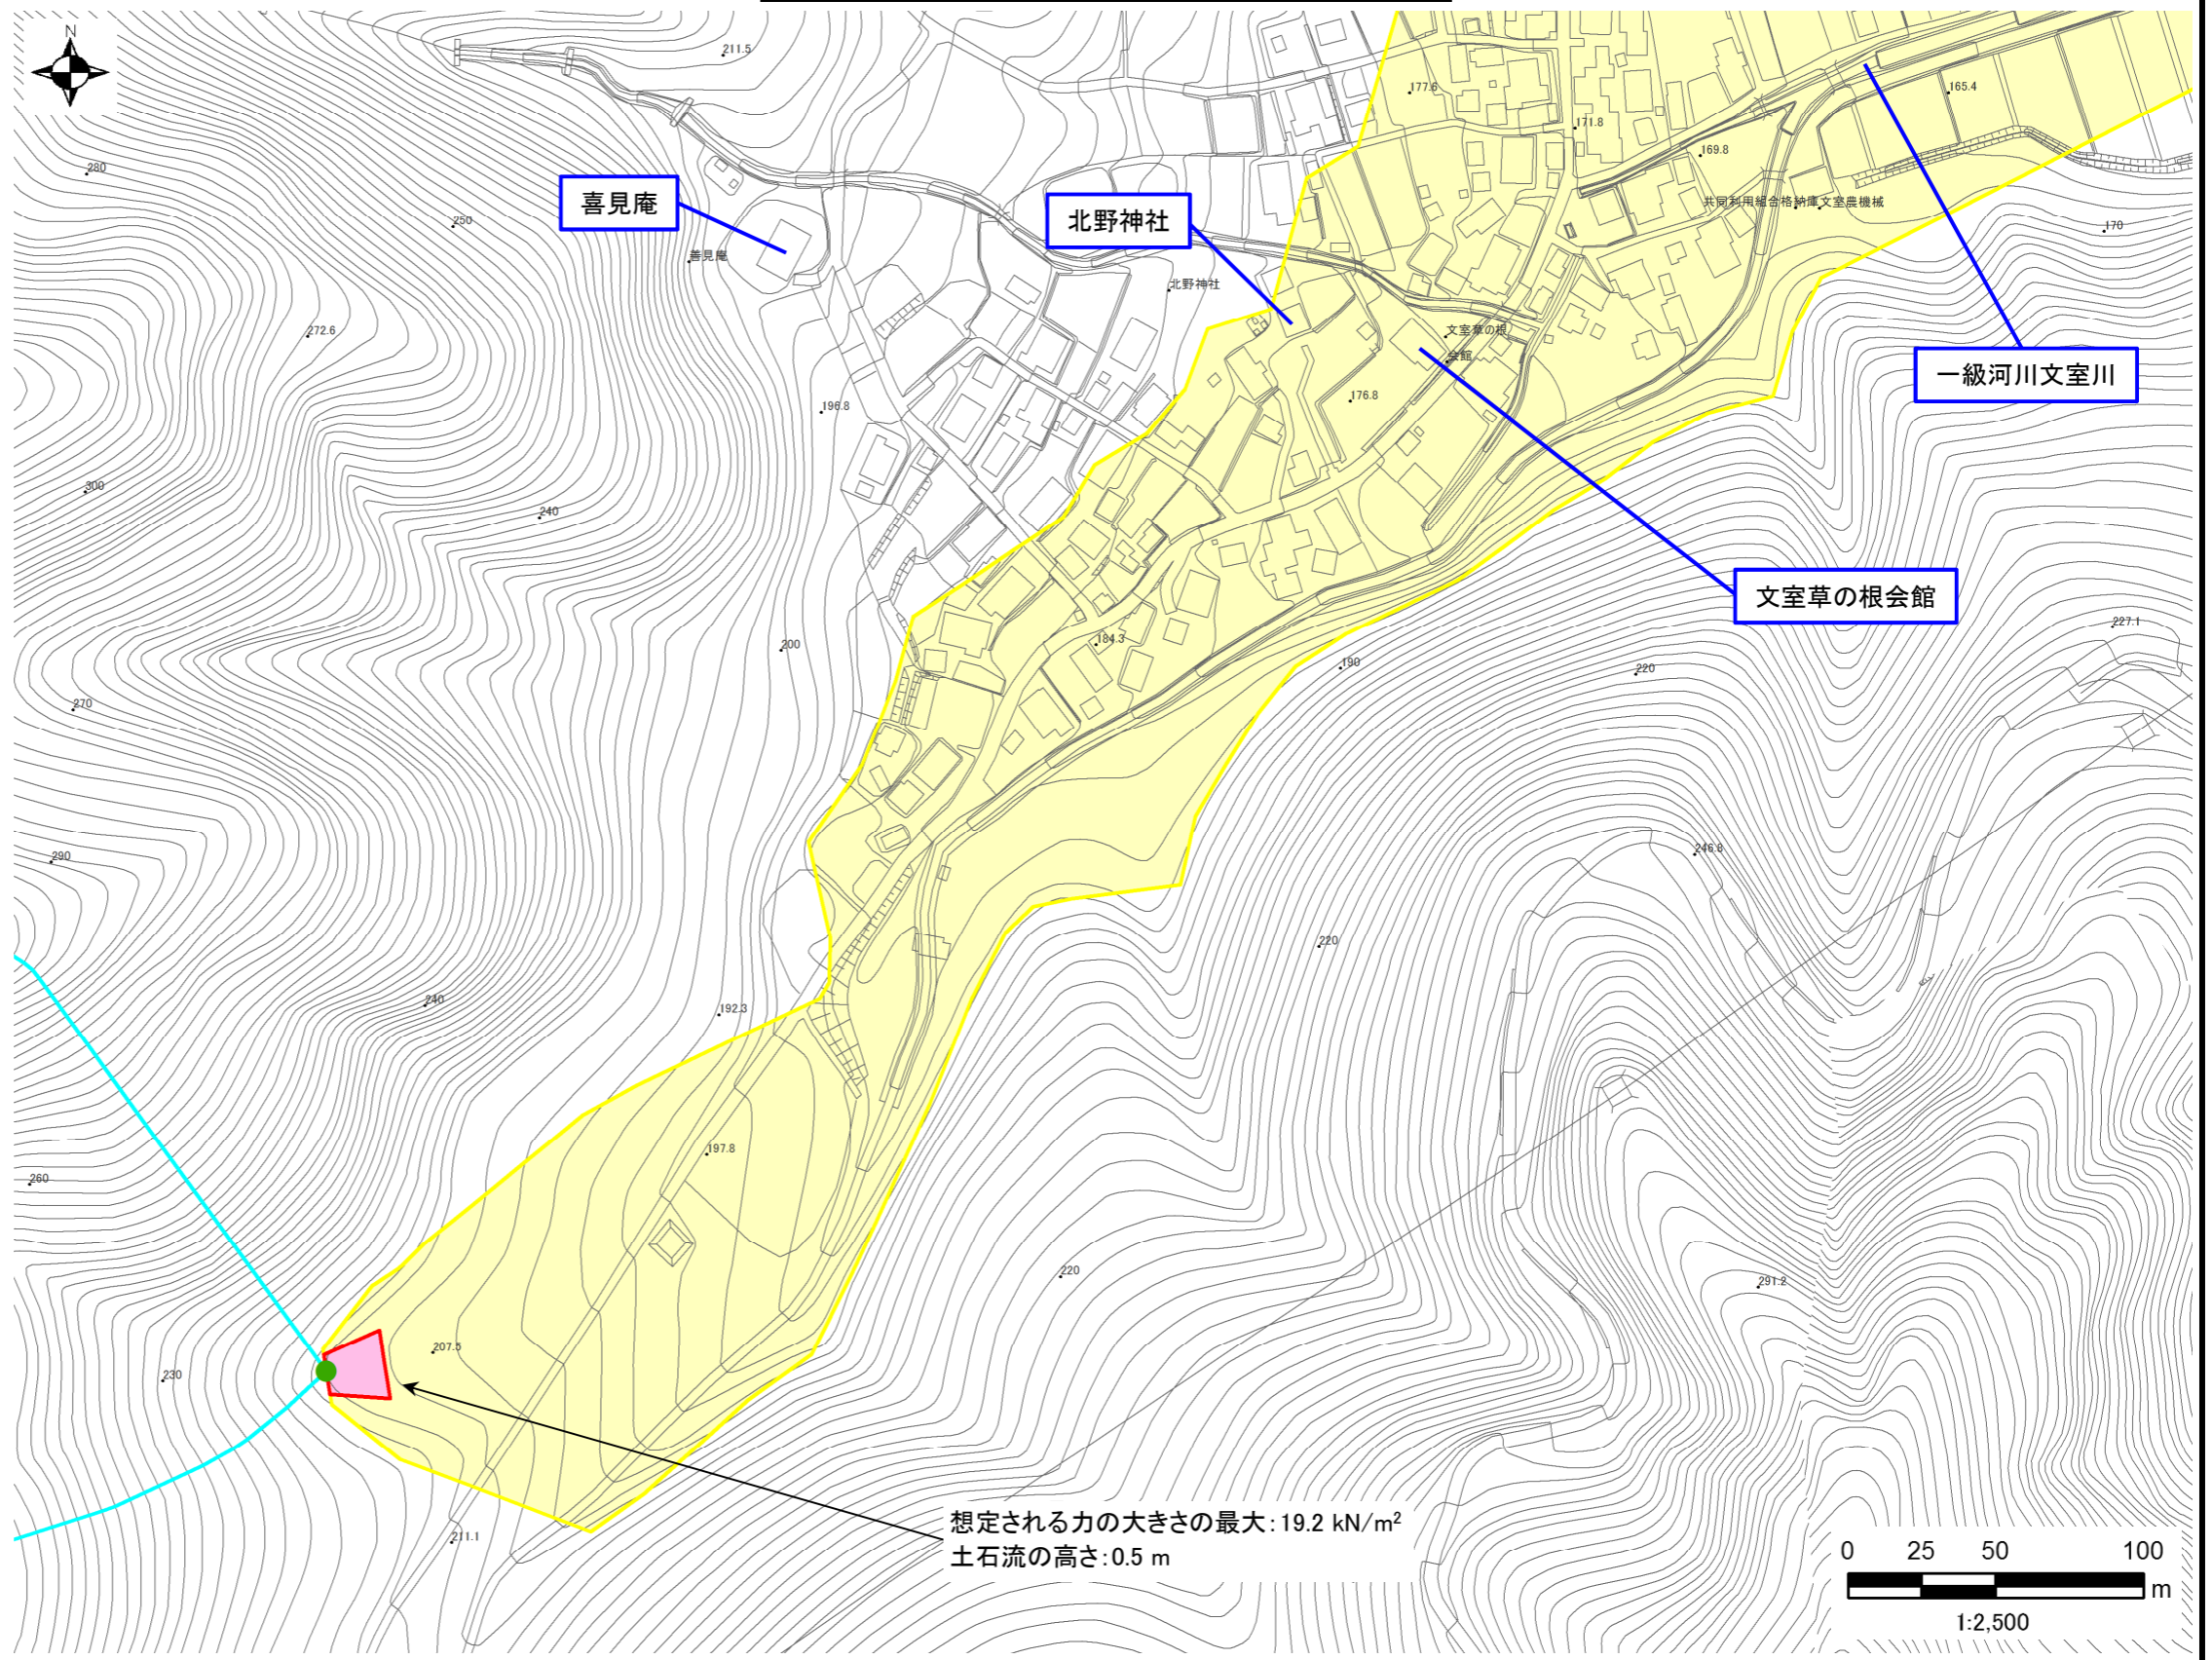 N
211.5
177.6
165.4
171.8
169.8
280
喜見庵
北野神社
共同利用組合格納庫文室農機械
250
170
善見庵
北野神社
272.6
文室草の根
会館
一級河川文室川
196.8
176.8
300
240
文室草の根会館
227.1
184.3
200
190
220
270
246.8
290
220
240
192.3
197.8
260
220
291.2
207.5
230
想定される力の大きさの最大：19.2 kN/m²
土石流の高さ：0.5 m
211.1
0 25 50 100
m
1:2,500